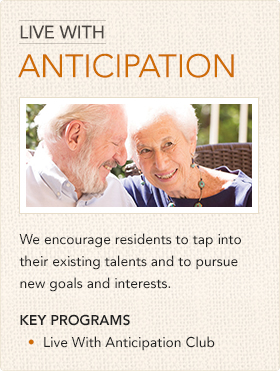 LIVE WITH
ANTICIPATION
We encourage residents to tap into
their existing talents and to pursue
new goals and interests.
KEY PROGRAMS
• Live With Anticipation Club